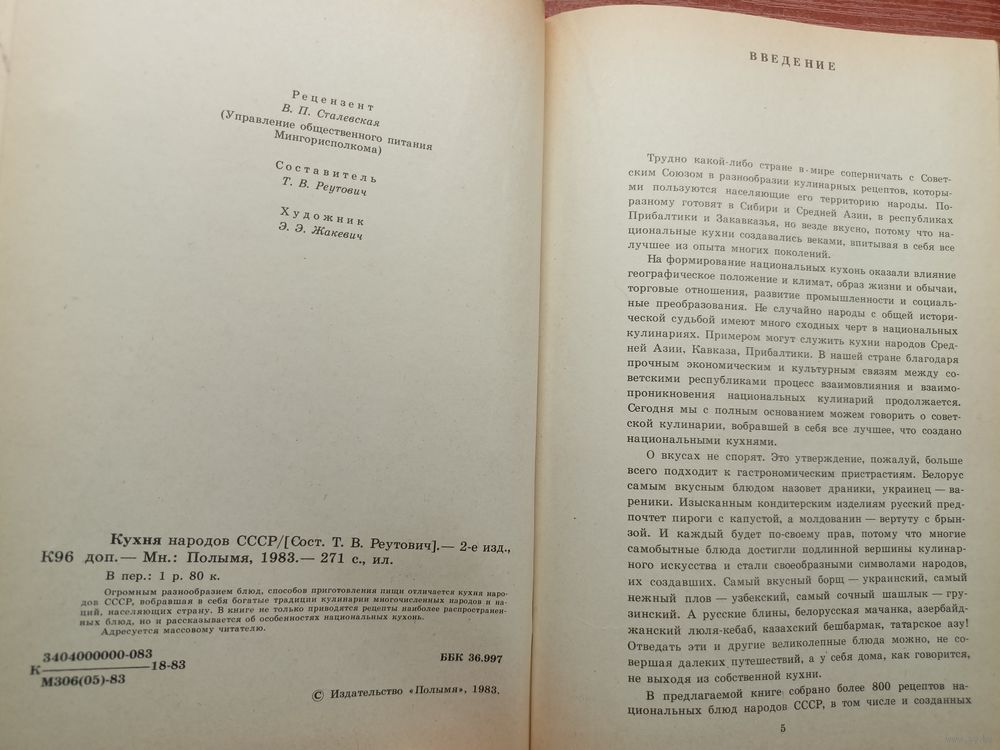 Рецензент
В. П. Сталевская
(Управление общественного питания
Мингорисполкома)
Составитель
Т. В. Реутович
Художник
Э. Э. Жакевич
Кухня народов СССР/[Сост. Т. В. Реутович].— 2-е изд.,
К96 доп.— Мн.: Полымя, 1983.— 271 с., ил.
В пер.: 1 р. 80 к.
Огромным разнообразием блюд, способов приготовления пищи отличается кухня наро-
дов СССР, вобравшая в себя богатые традиции кулинарии многочисленных народов и на-
ций, населяющих страну. В книге не только приводятся рецепты наиболее распространен-
ных блюд, но и рассказывается об особенностях национальных кухонь.
Адресуется массовому читателю.
3404000000-083
К 18-83
М306(05)-83
ББК 36.997
© Издательство «Полымя», 1983.
ВВЕДЕНИЕ
Трудно какой-либо стране в мире соперничать с Совет-
ским Союзом в разнообразии кулинарных рецептов, которы-
ми пользуются населяющие его территорию народы. По-
разному готовят в Сибири и Средней Азии, в республиках
Прибалтики и Закавказья, но везде вкусно, потому что на-
циональные кухни создавались веками, впитывая в себя все
лучшее из опыта многих поколений.
На формирование национальных кухонь оказали влияние
географическое положение и климат, образ жизни и обычаи,
торговые отношения, развитие промышленности и социаль-
ные преобразования. Не случайно народы с общей истори-
ческой судьбой имеют много сходных черт в национальных
кулинариях. Примером могут служить кухни народов Сред-
ней Азии, Кавказа, Прибалтики. В нашей стране благодаря
прочным экономическим и культурным связям между со-
ветскими республиками процесс взаимовлияния и взаимо-
проникновения национальных кулинарий продолжается.
Сегодня мы с полным основанием можем говорить о совет-
ской кулинарии, вобравшей в себя все лучшее, что создано
национальными кухнями.
О вкусах не спорят. Это утверждение, пожалуй, больше
всего подходит к гастрономическим пристрастиям. Белорус
самым вкусным блюдом назовет драники, украинец — ва-
реники. Изысканным кондитерским изделиям русский пред-
почтет пироги с капустой, а молдованин — вертуту с брын-
зой. И каждый будет по-своему прав, потому что многие
самобытные блюда достигли подлинной вершины кулинар-
ного искусства и стали своеобразными символами народов,
их создавших. Самый вкусный борщ — украинский, самый
нежный плов — узбекский, самый сочный шашлык — гру-
зинский. А русские блины, белорусская мачанка, азербайд-
жанский люля-кебаб, казахский бешбармак, татарское азу!
Отведать эти и другие великолепные блюда можно, не со-
вершая далеких путешествий, а у себя дома, как говорится,
не выходя из собственной кухни.
В предлагаемой книге собрано более 800 рецептов на-
циональных блюд народов СССР, в том числе и созданных
5